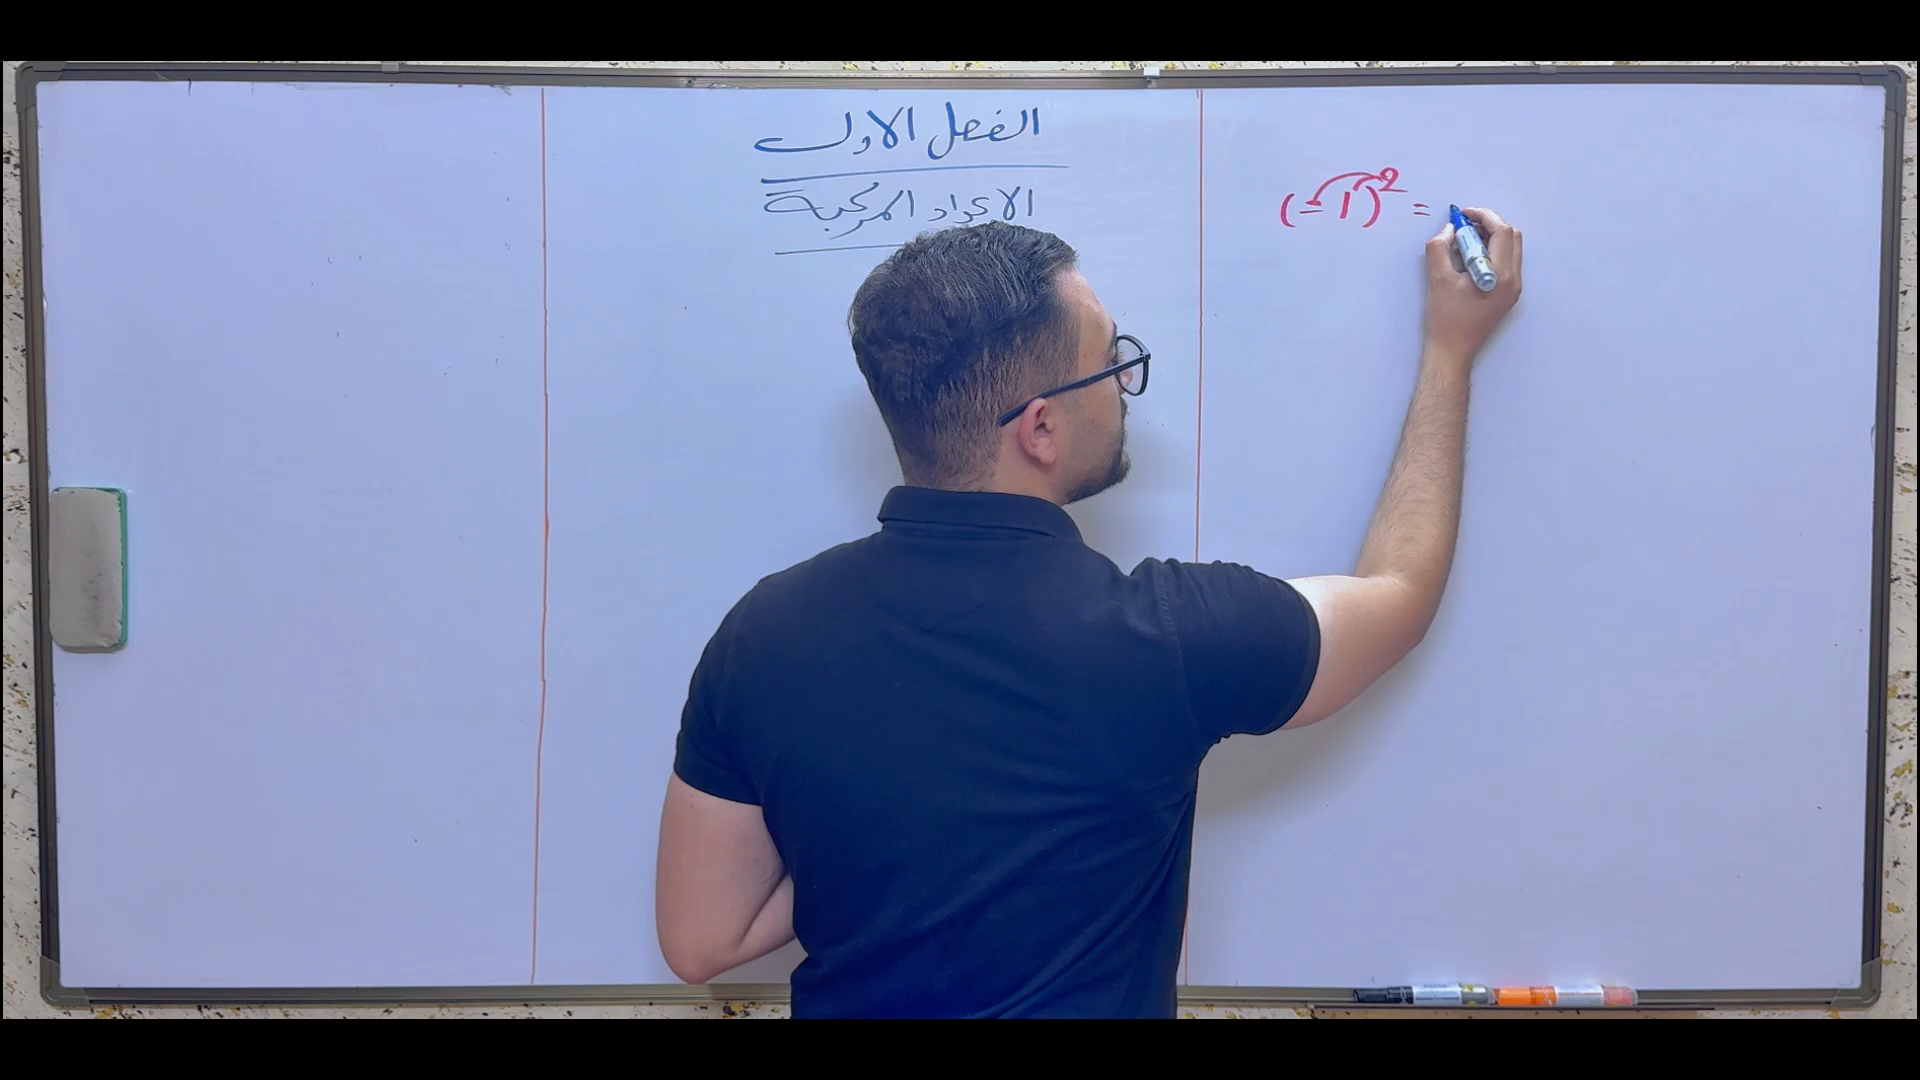 الفصل الاول
الاعداد المركبة
(-1)² =